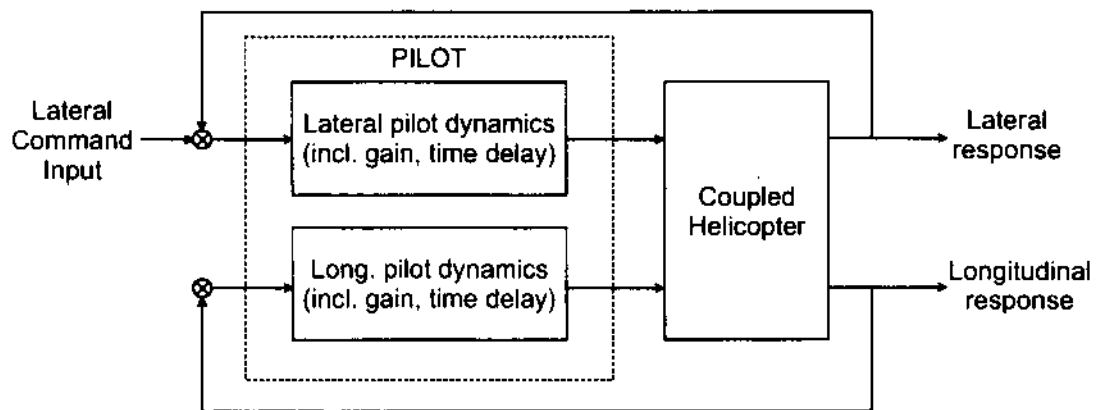 PILOT
Lateral
Command
Input
Lateral pilot dynamics
(incl. gain, time delay)
Coupled
Helicopter
Lateral
response
Long. pilot dynamics
(incl. gain, time delay)
Longitudinal
response